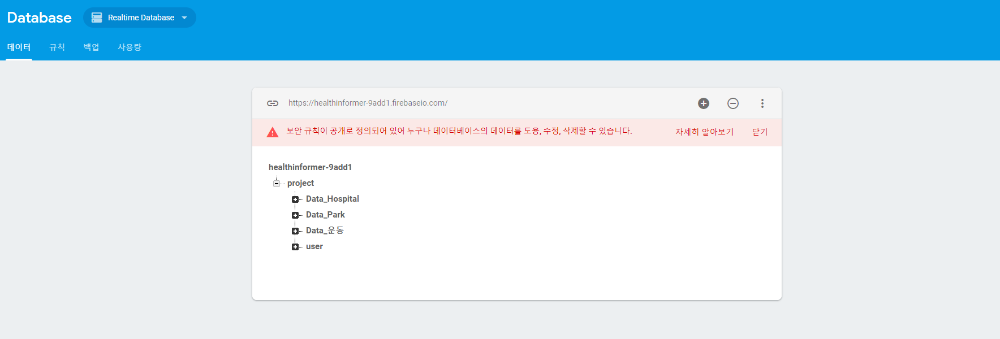 Database Realtime Database
데이터 규칙 백업 사용량
https://healthinformer-9add1.firebaseio.com/
보안 규칙이 공개로 정의되어 있어 누구나 데이터베이스의 데이터를 도용, 수정, 삭제할 수 있습니다. 자세히 알아보기 닫기
healthinformer-9add1
project
Data_Hospital
Data_Park
Data_운동
user